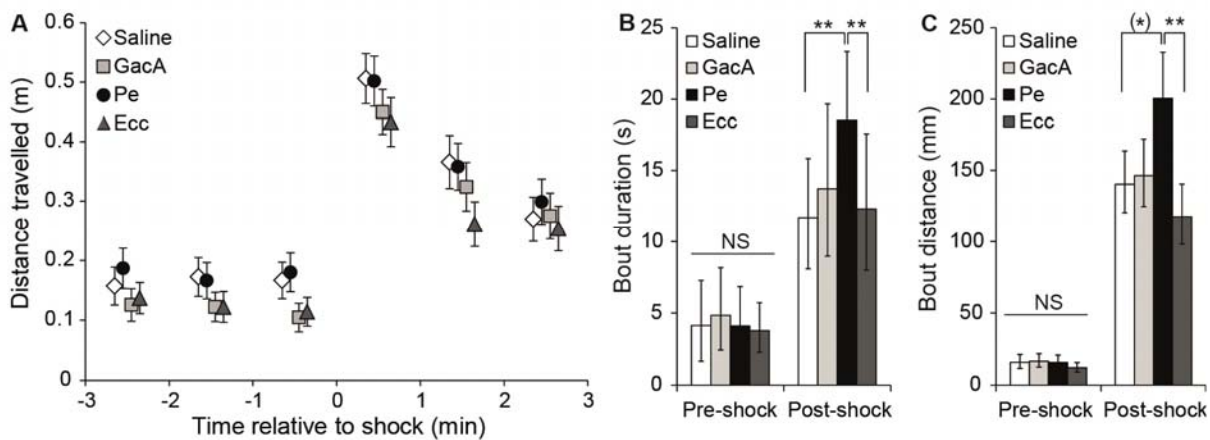 A
Distance travelled (m)
0.6
0.5
0.4
0.3
0.2
0.1
0
Saline
GacA
Pe
Ecc
-3
-2
-1
0
1
2
3
Time relative to shock (min)
B
Bout duration (s)
25
20
15
10
5
0
Saline
GacA
Pe
Ecc
** **
NS
Pre-shock Post-shock
C
Bout distance (mm)
250
200
150
100
50
0
Saline
GacA
Pe
Ecc
(*) **
NS
Pre-shock Post-shock